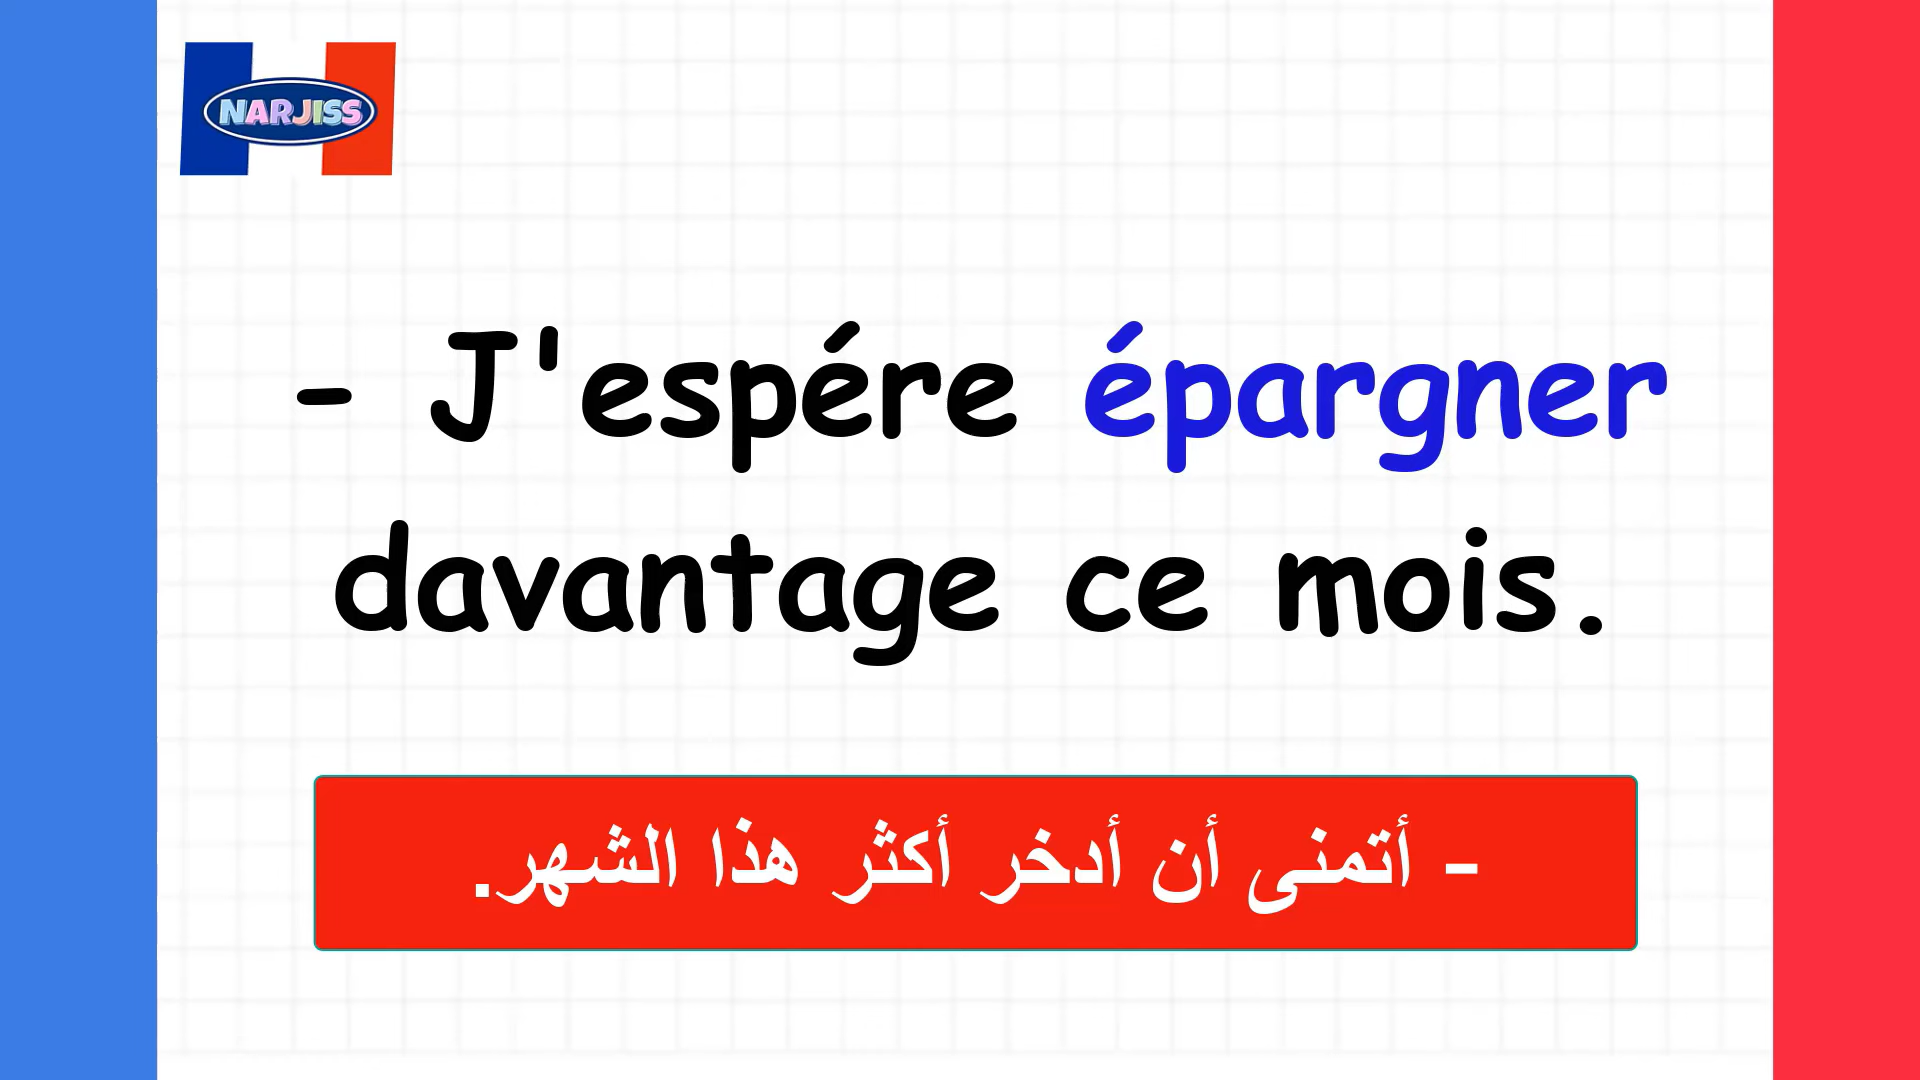 NARJISS
- J'espére épargner
davantage ce mois.
- أتمنى أن أدخر أكثر هذا الشهر.